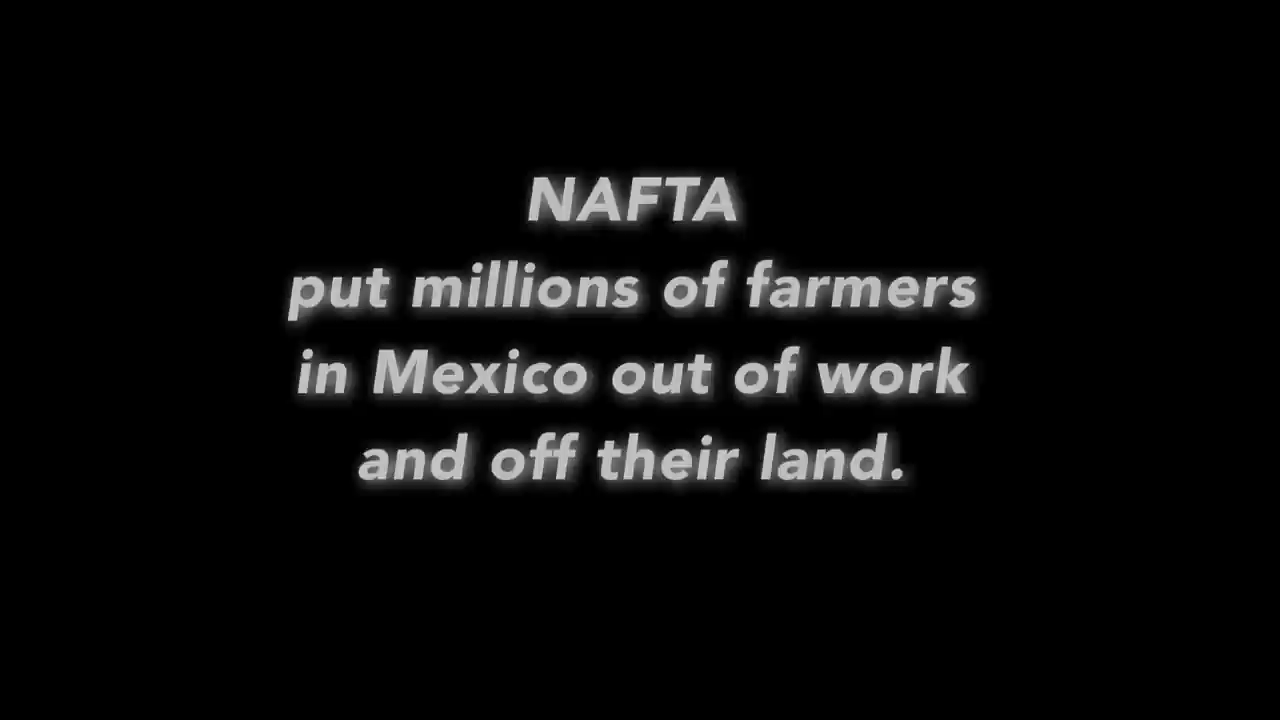 NAFTA
put millions of farmers
in Mexico out of work
and off their land.